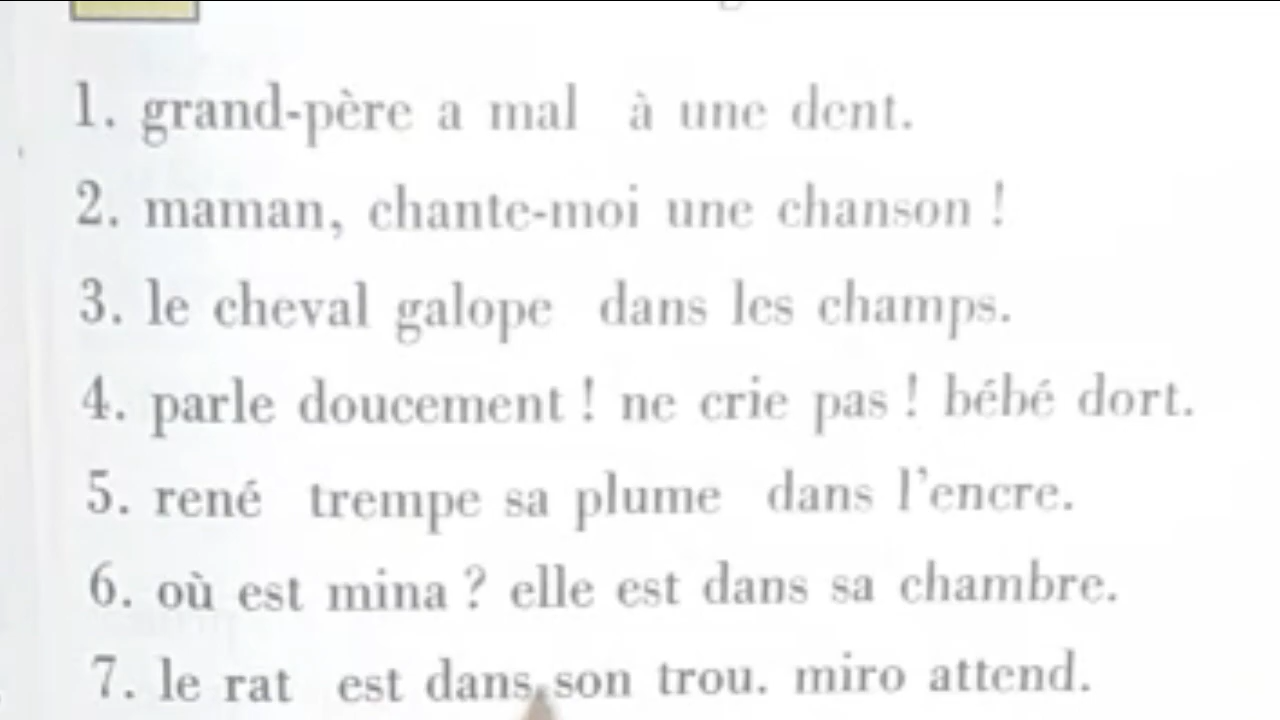 1. grand-père a mal à une dent.
2. maman, chante-moi une chanson !
3. le cheval galope dans les champs.
4. parle doucement ! ne crie pas ! bébé dort.
5. rené trempe sa plume dans l'encre.
6. où est mina ? elle est dans sa chambre.
7. le rat est dans son trou. miro attend.